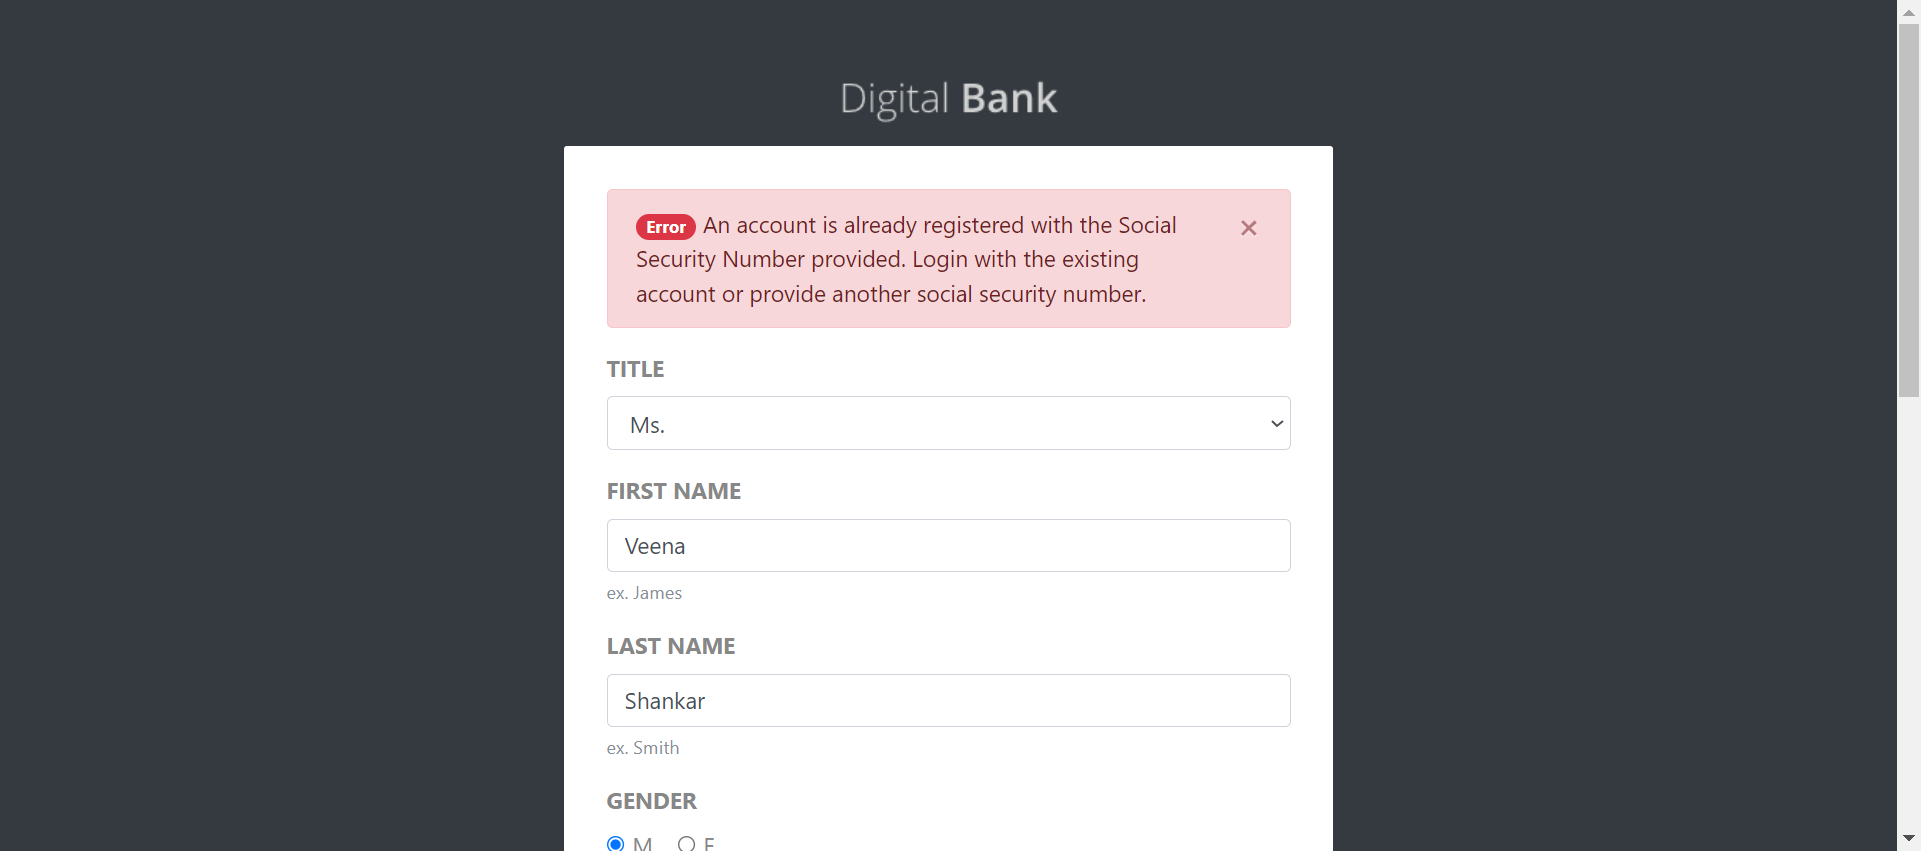 Digital Bank
Error An account is already registered with the Social
Security Number provided. Login with the existing
account or provide another social security number.
TITLE
Ms.
FIRST NAME
Veena
ex. James
LAST NAME
Shankar
ex. Smith
GENDER
M F